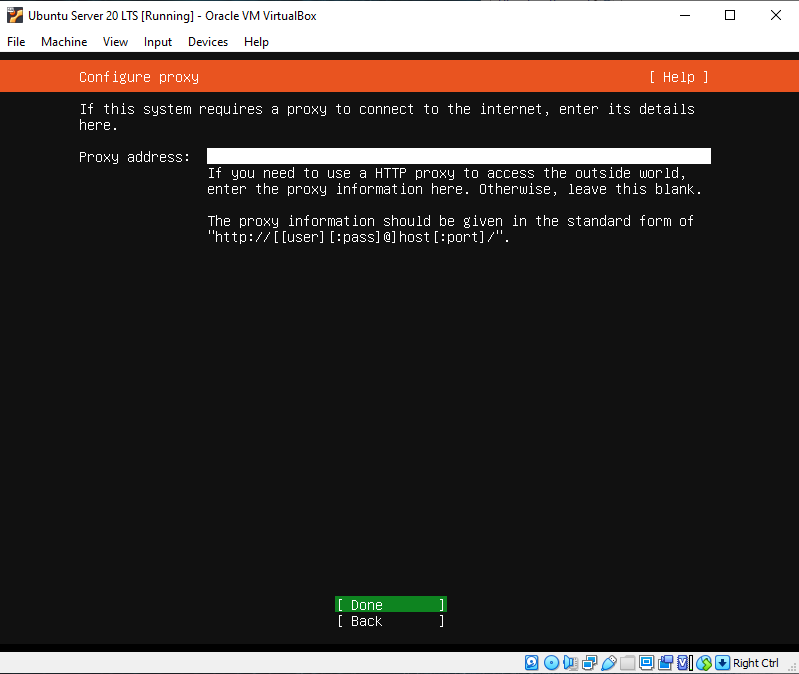 Ubuntu Server 20 LTS [Running] - Oracle VM VirtualBox
File Machine View Input Devices Help
Configure proxy [ Help ]
If this system requires a proxy to connect to the internet, enter its details
here.
Proxy address:
If you need to use a HTTP proxy to access the outside world,
enter the proxy information here. Otherwise, leave this blank.
The proxy information should be given in the standard form of
"http://[[user][:pass]@]host[:port]/".
[ Done ]
[ Back ]
Right Ctrl